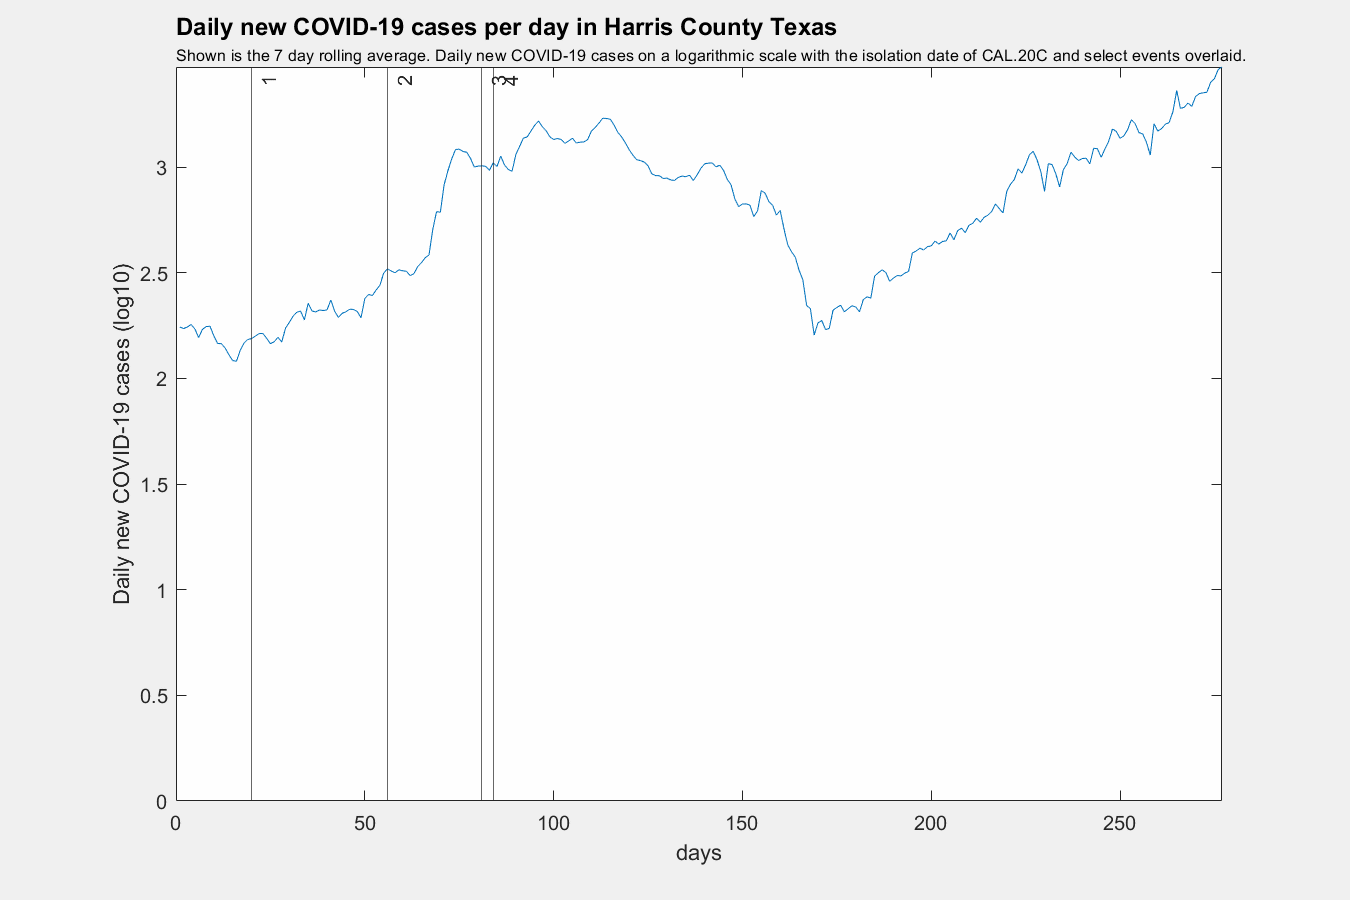 Daily new COVID-19 cases per day in Harris County Texas
Shown is the 7 day rolling average. Daily new COVID-19 cases on a logarithmic scale with the isolation date of CAL.20C and select events overlaid.
1 2 3 4
Daily new COVID-19 cases (log10)
3
2.5
2
1.5
1
0.5
0
0 50 100 150 200 250
days